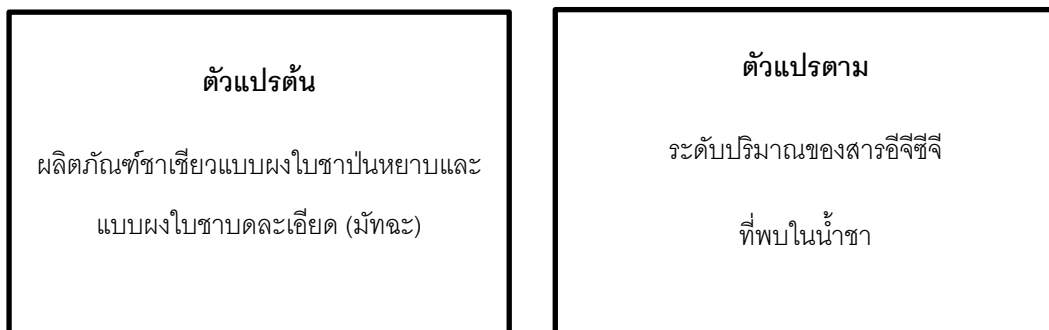 ตัวแปรต้น
ผลิตภัณฑ์ชาเชียวแบบผงใบชาป่นหยาบและ
แบบผงใบชาบดละเอียด (มัทฉะ)
ตัวแปรตาม
ระดับปริมาณของสารอีจีซีจี
ที่พบในน้ำชา